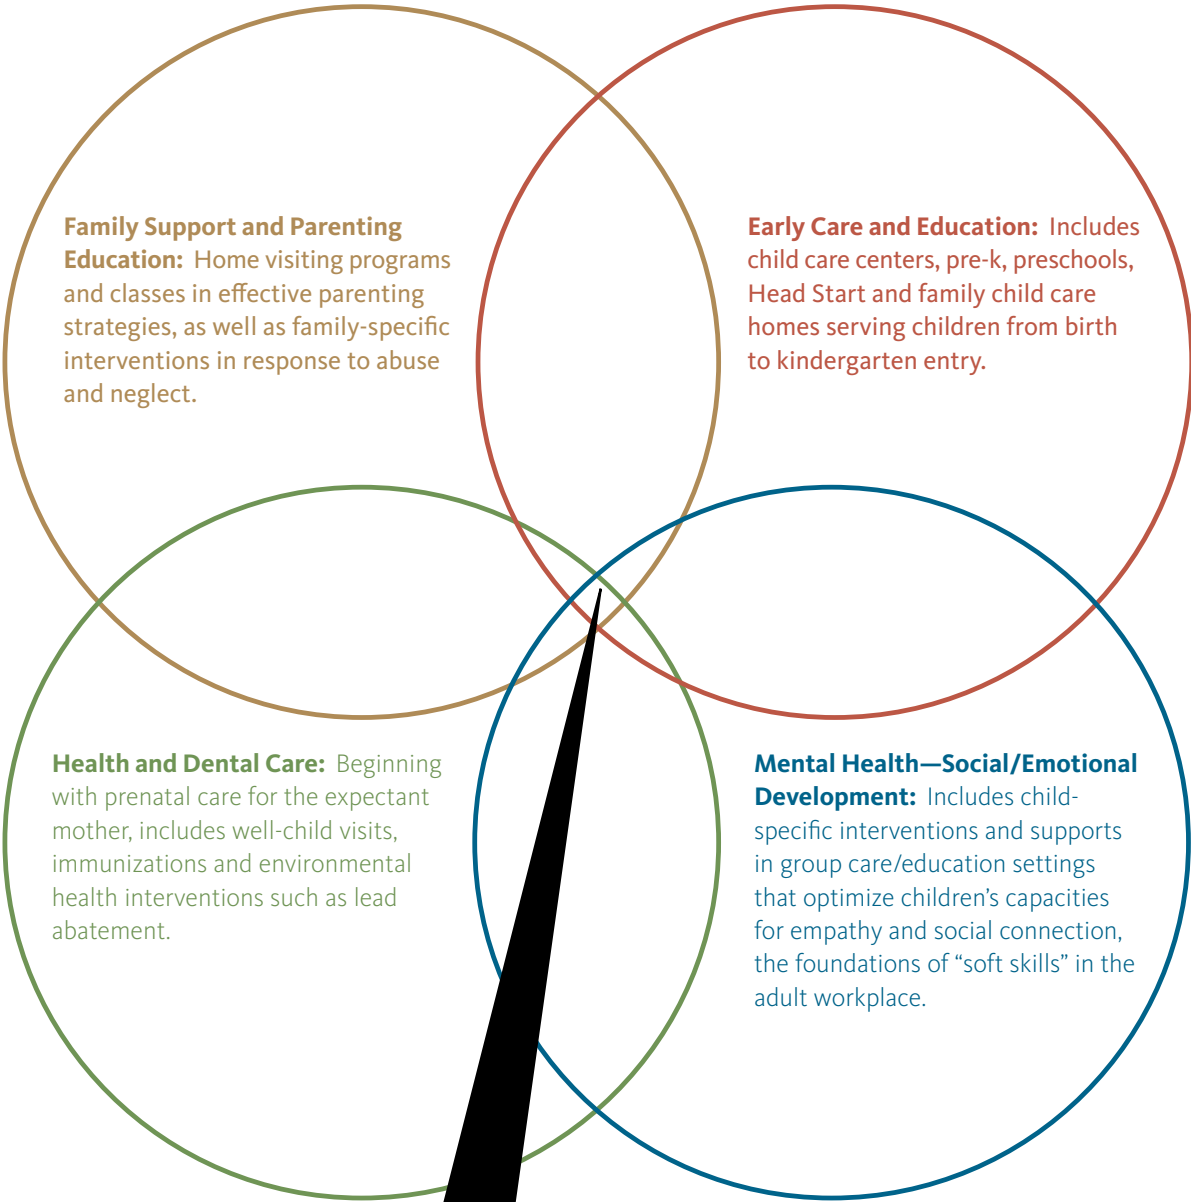 Family Support and Parenting
Education: Home visiting programs
and classes in effective parenting
strategies, as well as family-specific
interventions in response to abuse
and neglect.
Early Care and Education: Includes
child care centers, pre-k, preschools,
Head Start and family child care
homes serving children from birth
to kindergarten entry.
Health and Dental Care: Beginning
with prenatal care for the expectant
mother, includes well-child visits,
immunizations and environmental
health interventions such as lead
abatement.
Mental Health—Social/Emotional
Development: Includes child-
specific interventions and supports
in group care/education settings
that optimize children’s capacities
for empathy and social connection,
the foundations of “soft skills” in the
adult workplace.